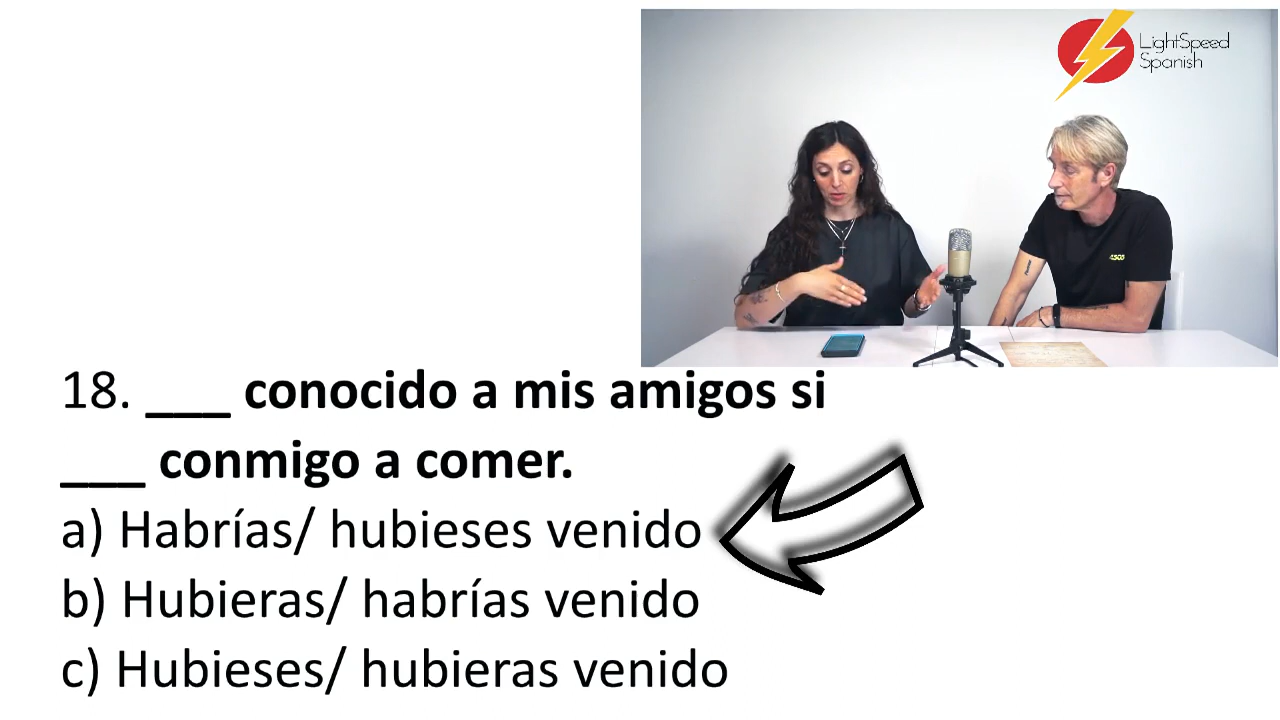 LightSpeed
Spanish
asos
18. ___ conocido a mis amigos si
___ conmigo a comer.
a) Habrías/ hubieses venido
b) Hubieras/ habrías venido
c) Hubieses/ hubieras venido